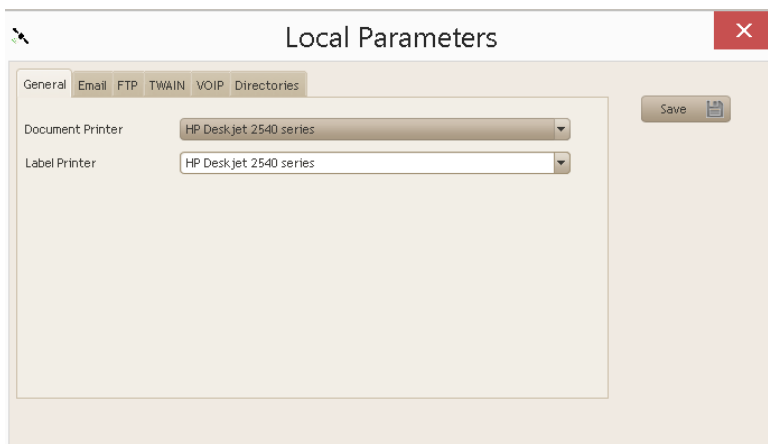 Local Parameters
General Email FTP TWAIN VOIP Directories
Save
Document Printer HP Deskjet 2540 series
Label Printer HP Deskjet 2540 series